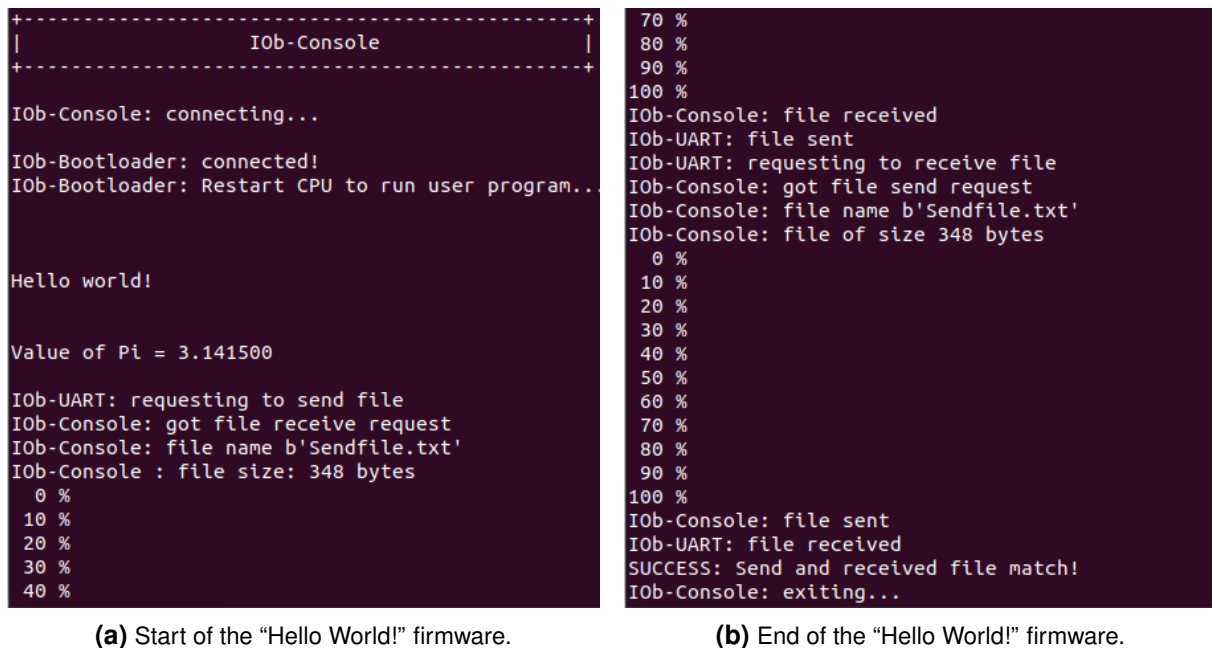 +-----------------------------------------------+
| IOb-Console |
+-----------------------------------------------+
IOb-Console: connecting...
IOb-Bootloader: connected!
IOb-Bootloader: Restart CPU to run user program...
Hello world!
Value of Pi = 3.141500
IOb-UART: requesting to send file
IOb-Console: got file receive request
IOb-Console: file name b'Sendfile.txt'
IOb-Console : file size: 348 bytes
0 %
10 %
20 %
30 %
40 %
(a) Start of the “Hello World!” firmware.
70 %
80 %
90 %
100 %
IOb-Console: file received
IOb-UART: file sent
IOb-UART: requesting to receive file
IOb-Console: got file send request
IOb-Console: file name b'Sendfile.txt'
IOb-Console: file of size 348 bytes
0 %
10 %
20 %
30 %
40 %
50 %
60 %
70 %
80 %
90 %
100 %
IOb-Console: file sent
IOb-UART: file received
SUCCESS: Send and received file match!
IOb-Console: exiting...
(b) End of the “Hello World!” firmware.